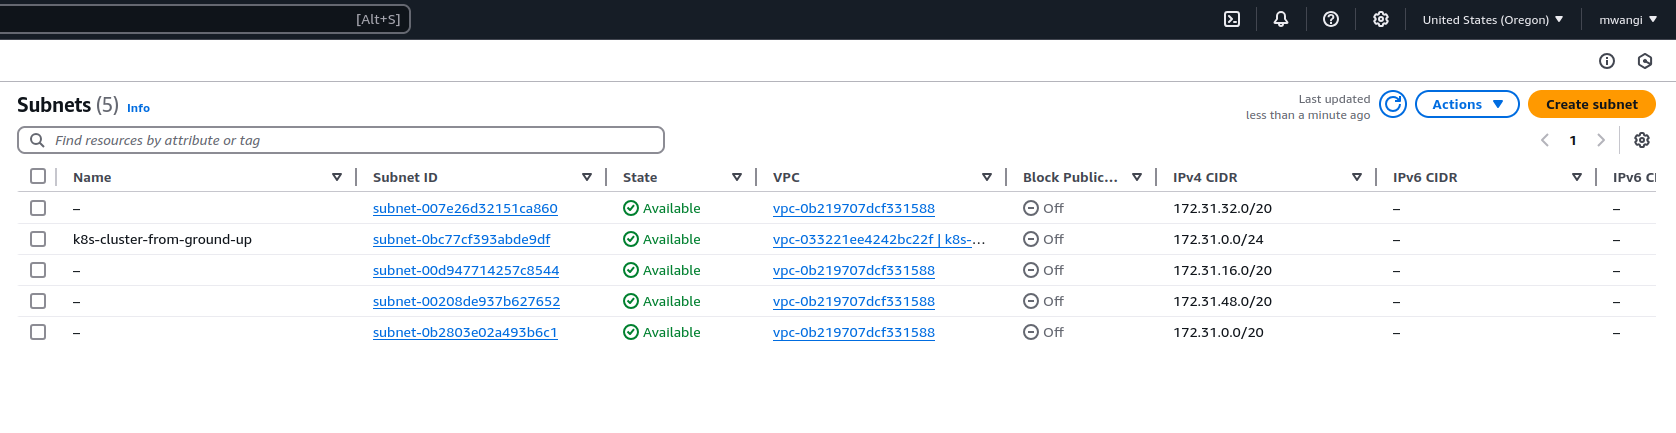 [Alt+S]
United States (Oregon)
mwangi
Subnets (5) Info
Last updated
less than a minute ago
Actions
Create subnet
Find resources by attribute or tag
1
Name Subnet ID State VPC Block Public... IPv4 CIDR IPv6 CIDR IPv6 CI
– subnet-007e26d32151ca860 Available vpc-0b219707dcf331588 Off 172.31.32.0/20 – –
k8s-cluster-from-ground-up subnet-0bc77cf393abde9df Available vpc-033221ee4242bc22f | k8s-... Off 172.31.0.0/24 – –
– subnet-00d947714257c8544 Available vpc-0b219707dcf331588 Off 172.31.16.0/20 – –
– subnet-00208de937b627652 Available vpc-0b219707dcf331588 Off 172.31.48.0/20 – –
– subnet-0b2803e02a493b6c1 Available vpc-0b219707dcf331588 Off 172.31.0.0/20 – –